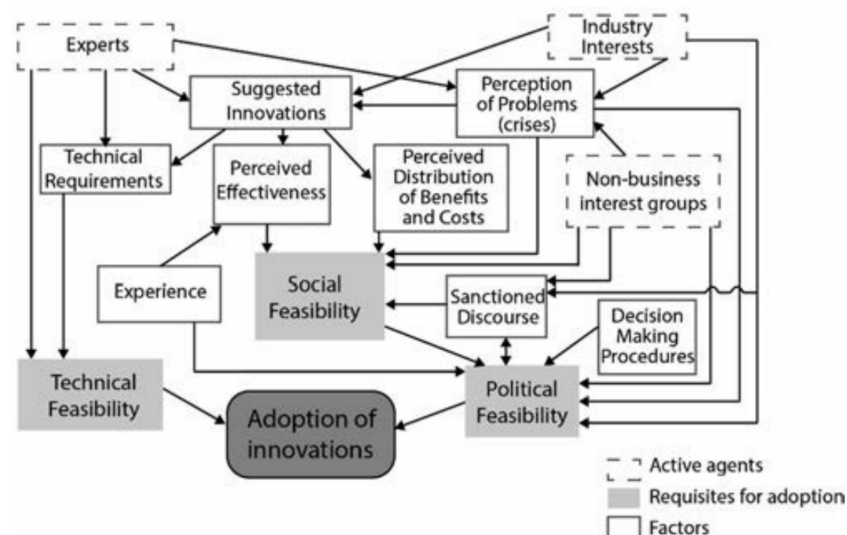 Experts
Industry
Interests
Suggested
Innovations
Perception
of Problems
(crises)
Technical
Requirements
Perceived
Effectiveness
Perceived
Distribution
of Benefits
and Costs
Non-business
interest groups
Experience
Social
Feasibility
Sanctioned
Discourse
Decision
Making
Procedures
Technical
Feasibility
Adoption of
innovations
Political
Feasibility
Active agents
Requisites for adoption
Factors